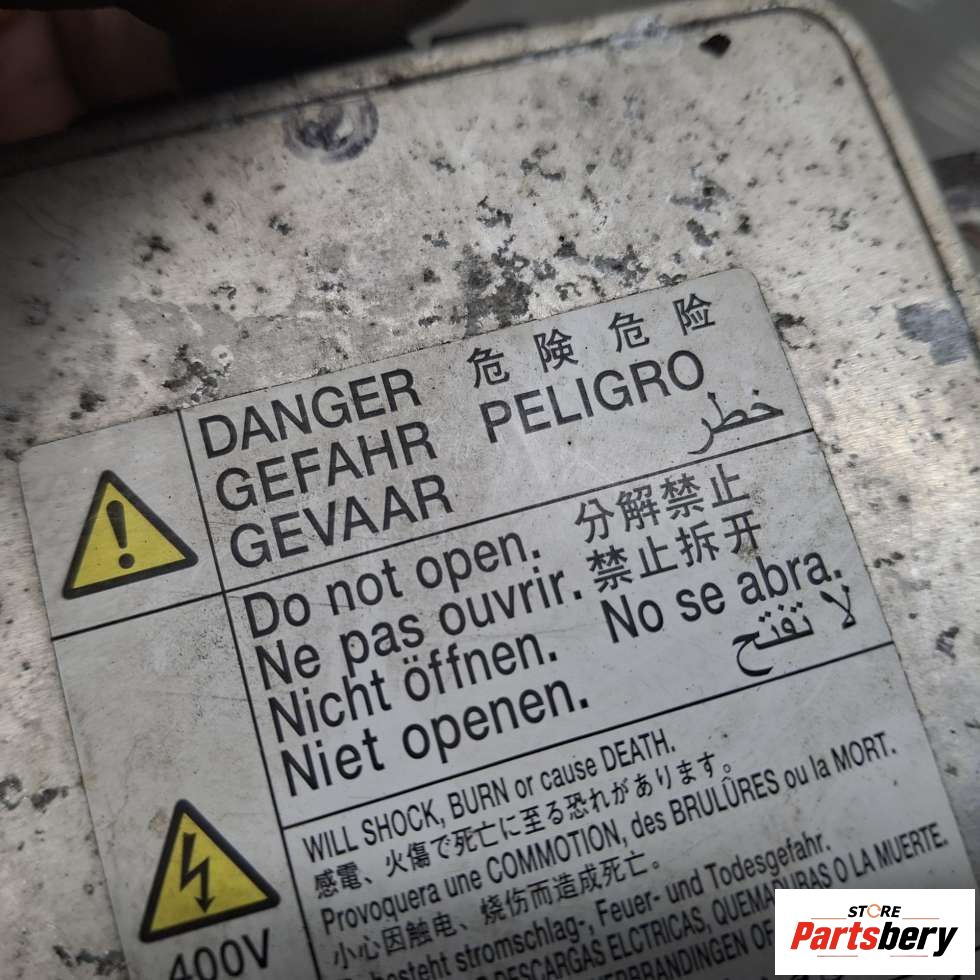 DANGER 危険 危险
GEFAHR PELIGRO
GEVAAR خطر
Do not open. 分解禁止
Ne pas ouvrir. 禁止拆开
Nicht öffnen. No se abra.
Niet openen. لا تفتح
WILL SHOCK, BURN or cause DEATH.
感電、火傷で死亡に至る恐れがあります。
Provoquera une COMMOTION, des BRULÛRES ou la MORT.
小心因触电、烧伤而造成死亡。
besteht stromschlag-, Feuer- und Todesgefahr.
DESCARGAS ELCTRICAS, QUEMADURAS O LA MUERTE.
400V
STORE
Partsbery